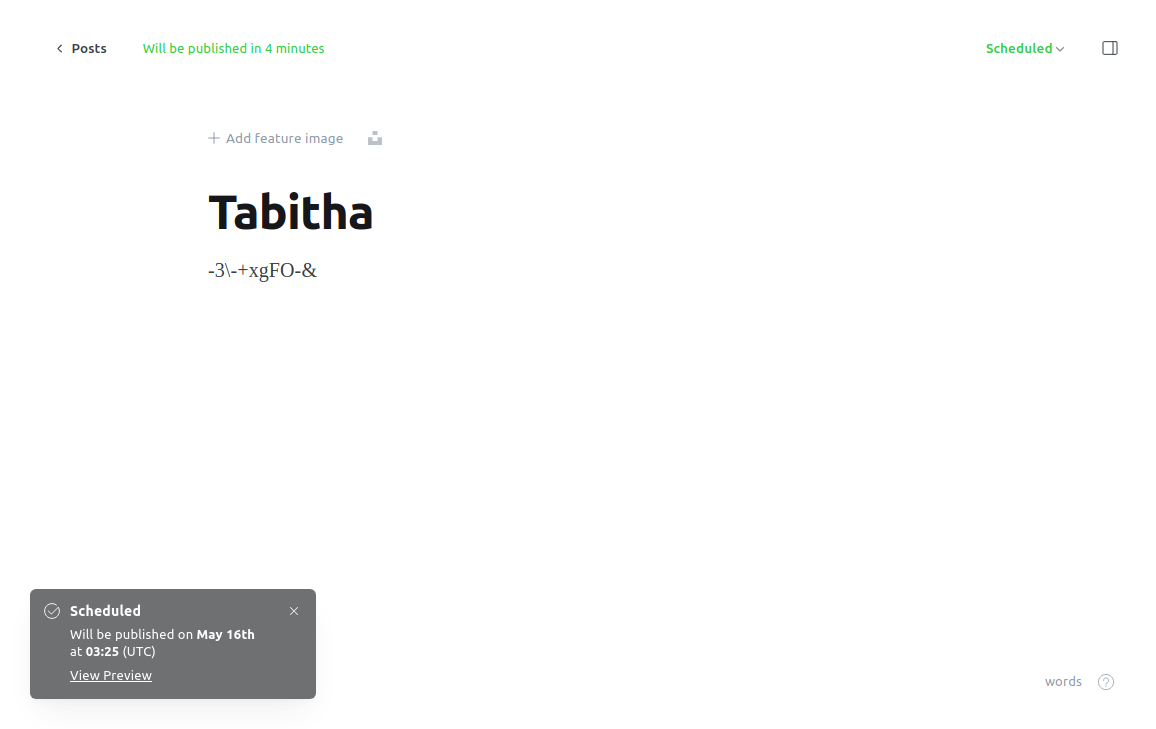 Posts
Will be published in 4 minutes
Scheduled
Add feature image
Tabitha
-3\-+xgFO-&
Scheduled
Will be published on May 16th
at 03:25 (UTC)
View Preview
words
?